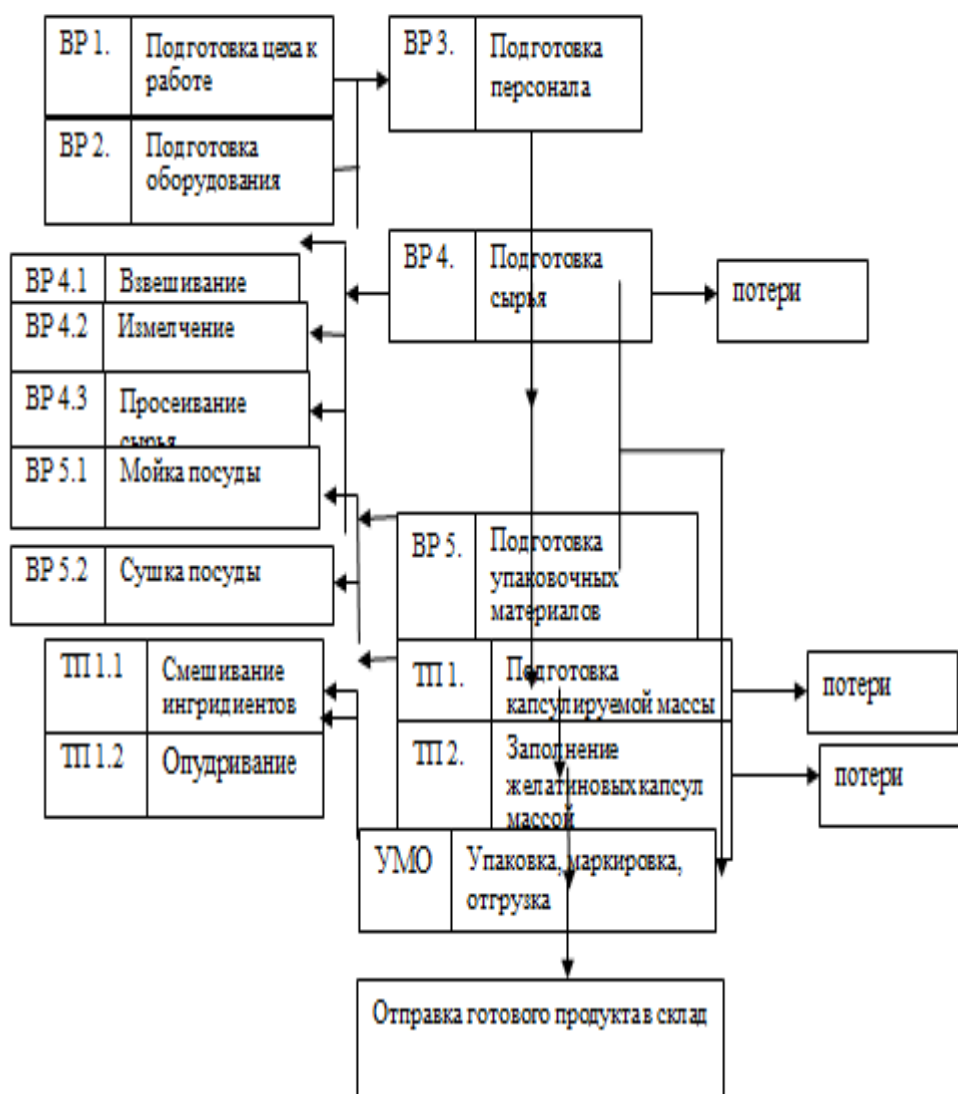 ВР 1.
Подготовка цеха к
работе
ВР 3.
Подготовка
персонала
ВР 2.
Подготовка
оборудования
ВР 4.
Подготовка
сырья
потери
ВР 4.1
Взвешивание
ВР 4.2
Измелчение
ВР 4.3
Просеивание
сырья
ВР 5.1
Мойка посуды
ВР 5.
Подготовка
упаковочных
материалов
ВР 5.2
Сушка посуды
ТП 1.1
Смешивание
ингридиентов
ТП 1.
Подготовка
капсулируемой массы
потери
ТП 1.2
Опудривание
ТП 2.
Заполнение
желатиновых капсул
массой
потери
УМО
Упаковка, маркировка,
отгрузка
Отправка готового продукта в склад